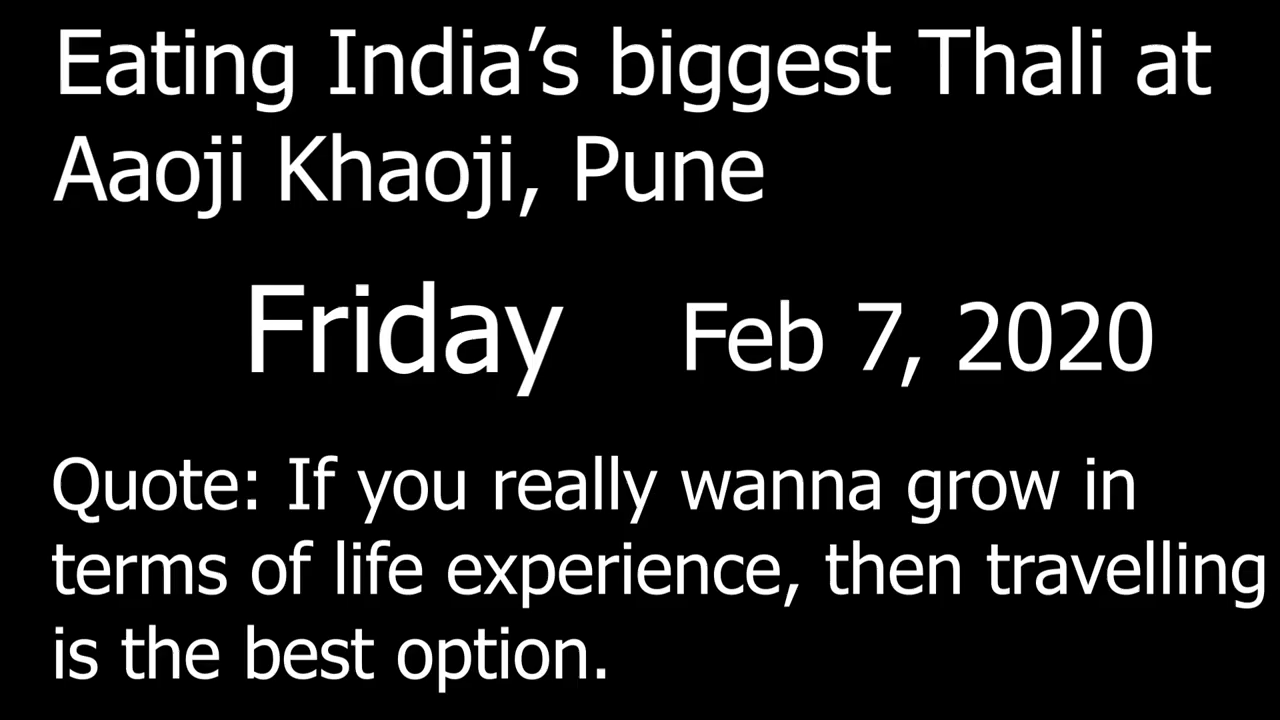 Eating India’s biggest Thali at
Aaoji Khaoji, Pune
Friday Feb 7, 2020
Quote: If you really wanna grow in
terms of life experience, then travelling
is the best option.